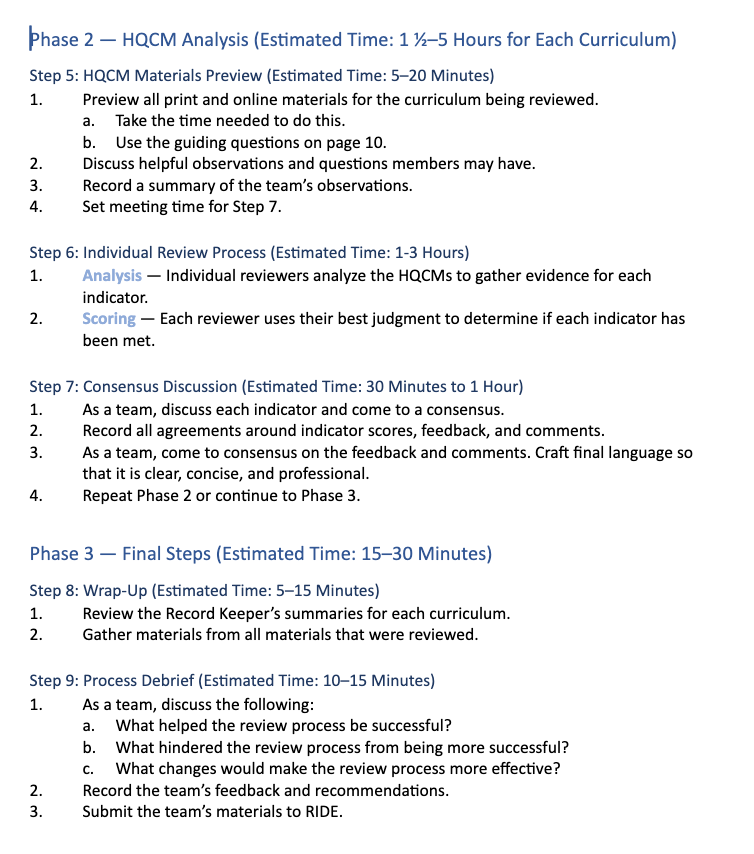 Phase 2 — HQCM Analysis (Estimated Time: 1 ½–5 Hours for Each Curriculum)
Step 5: HQCM Materials Preview (Estimated Time: 5–20 Minutes)
1. Preview all print and online materials for the curriculum being reviewed.
a. Take the time needed to do this.
b. Use the guiding questions on page 10.
2. Discuss helpful observations and questions members may have.
3. Record a summary of the team’s observations.
4. Set meeting time for Step 7.
Step 6: Individual Review Process (Estimated Time: 1-3 Hours)
1. Analysis — Individual reviewers analyze the HQCMs to gather evidence for each
indicator.
2. Scoring — Each reviewer uses their best judgment to determine if each indicator has
been met.
Step 7: Consensus Discussion (Estimated Time: 30 Minutes to 1 Hour)
1. As a team, discuss each indicator and come to a consensus.
2. Record all agreements around indicator scores, feedback, and comments.
3. As a team, come to consensus on the feedback and comments. Craft final language so
that it is clear, concise, and professional.
4. Repeat Phase 2 or continue to Phase 3.
Phase 3 — Final Steps (Estimated Time: 15–30 Minutes)
Step 8: Wrap-Up (Estimated Time: 5–15 Minutes)
1. Review the Record Keeper’s summaries for each curriculum.
2. Gather materials from all materials that were reviewed.
Step 9: Process Debrief (Estimated Time: 10–15 Minutes)
1. As a team, discuss the following:
a. What helped the review process be successful?
b. What hindered the review process from being more successful?
c. What changes would make the review process more effective?
2. Record the team’s feedback and recommendations.
3. Submit the team’s materials to RIDE.